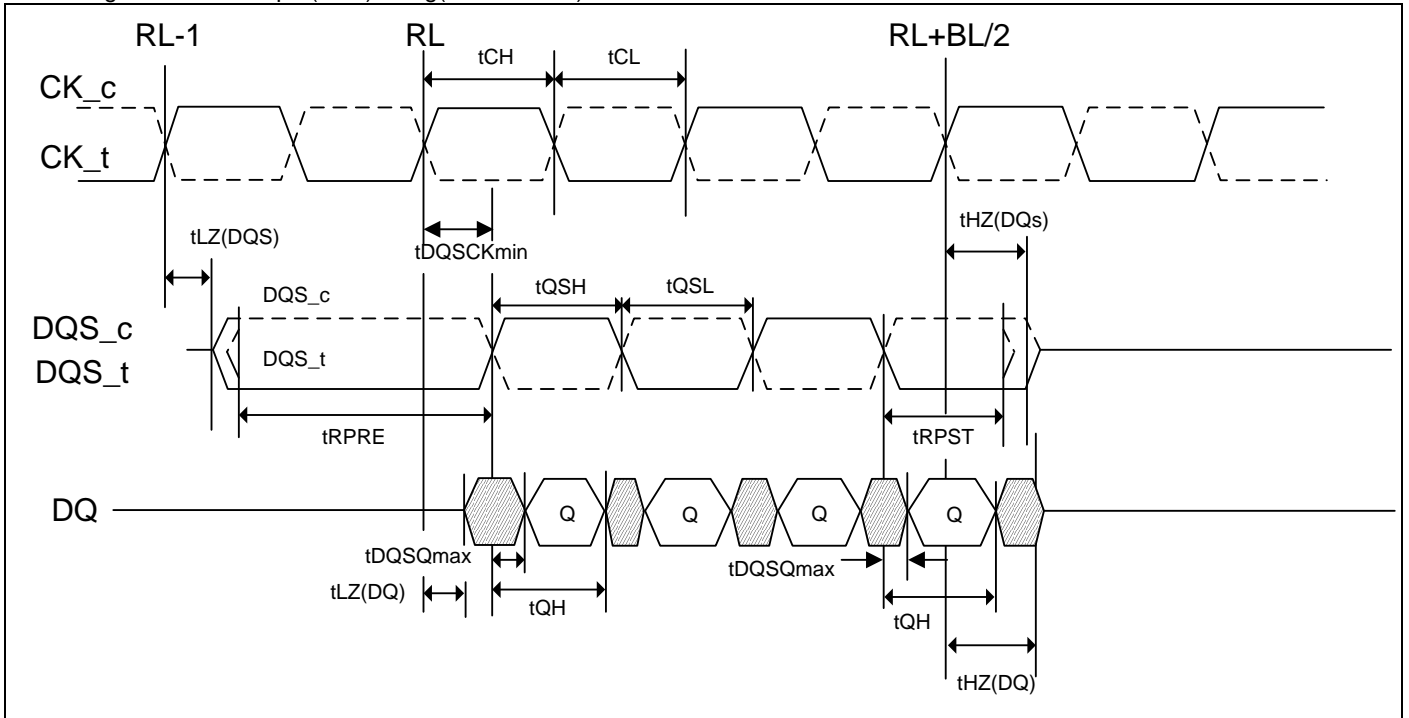 RL-1 RL RL+BL/2
tCH tCL
CK_c
CK_t
tLZ(DQS) tDQSCKmin tHZ(DQs)
DQS_c tQSH tQSL
DQS_c
DQS_t
DQS_t
tRPRE tRPST
DQ Q Q Q Q
tDQSQmax tDQSQmax
tLZ(DQ) tQH tQH
tHZ(DQ)